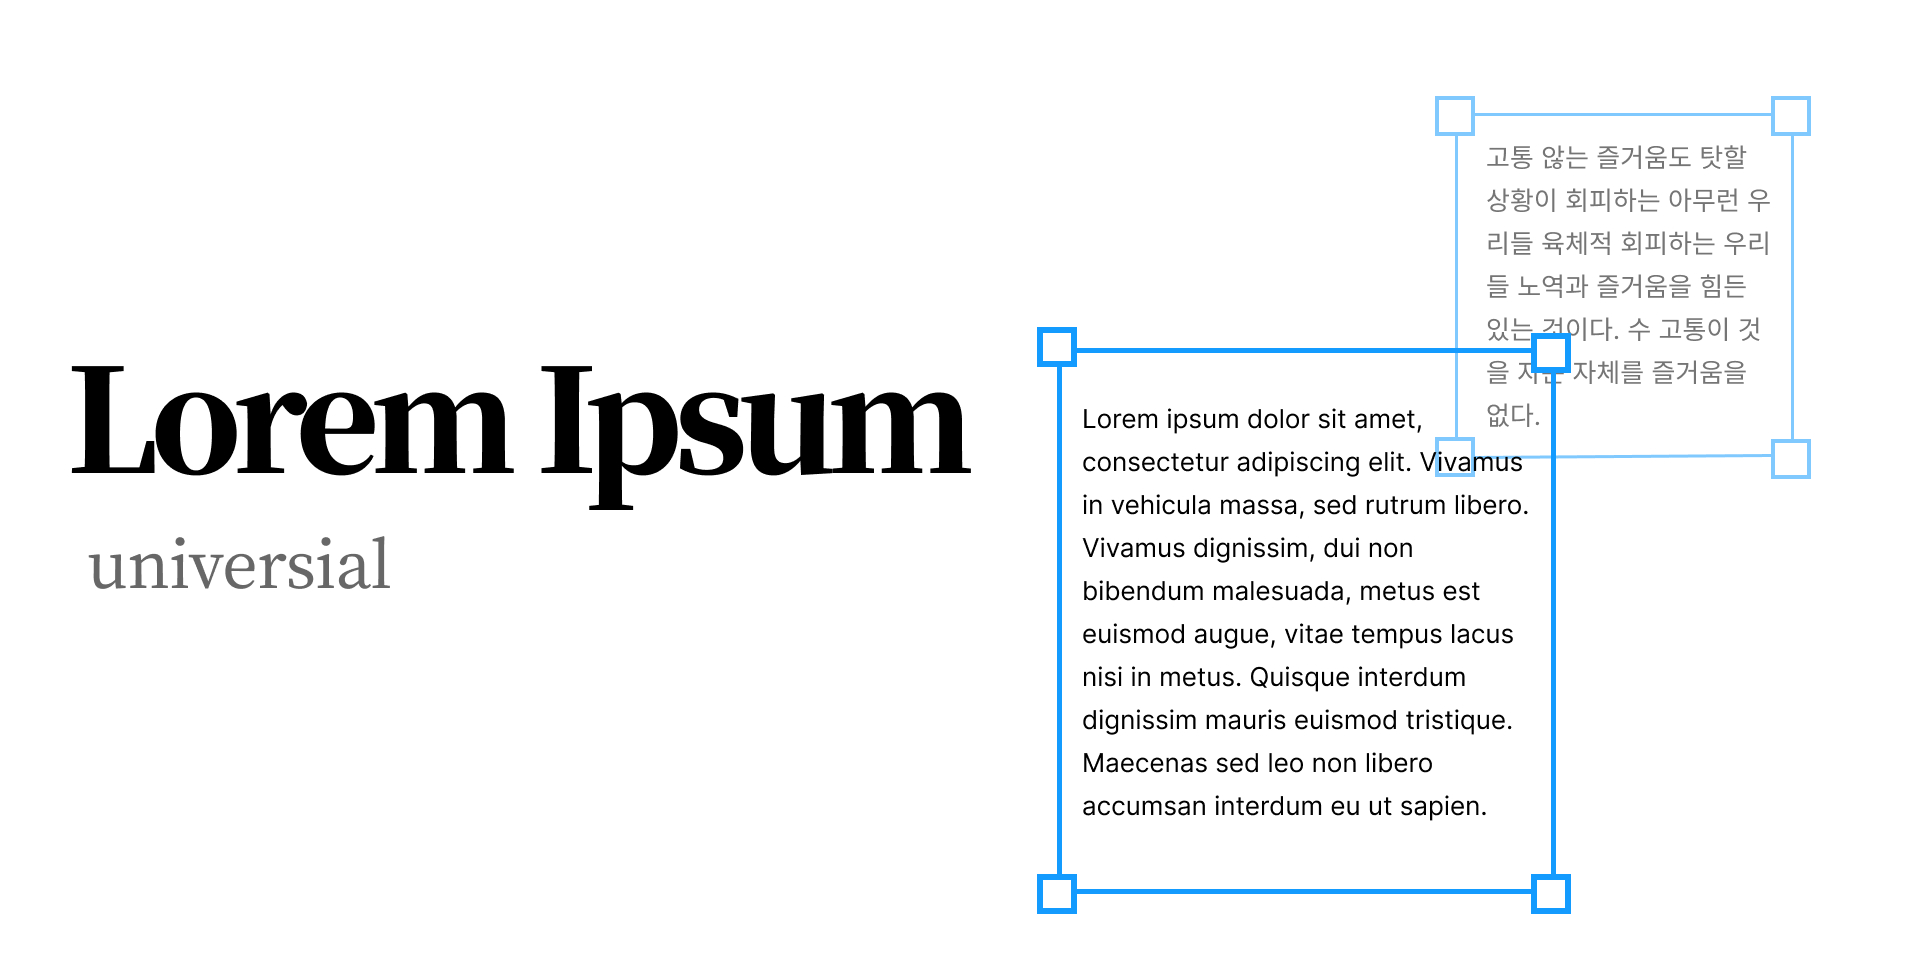 Lorem Ipsum
universial
고통 않는 즐거움도 탓할
상황이 회피하는 아무런 우
리들 육체적 회피하는 우리
들 노역과 즐거움을 힘든
있는 것이다. 수 고통이 것
을 자체를 즐거움을
없다.
Lorem ipsum dolor sit amet,
consectetur adipiscing elit. Vivamus
in vehicula massa, sed rutrum libero.
Vivamus dignissim, dui non
bibendum malesuada, metus est
euismod augue, vitae tempus lacus
nisi in metus. Quisque interdum
dignissim mauris euismod tristique.
Maecenas sed leo non libero
accumsan interdum eu ut sapien.